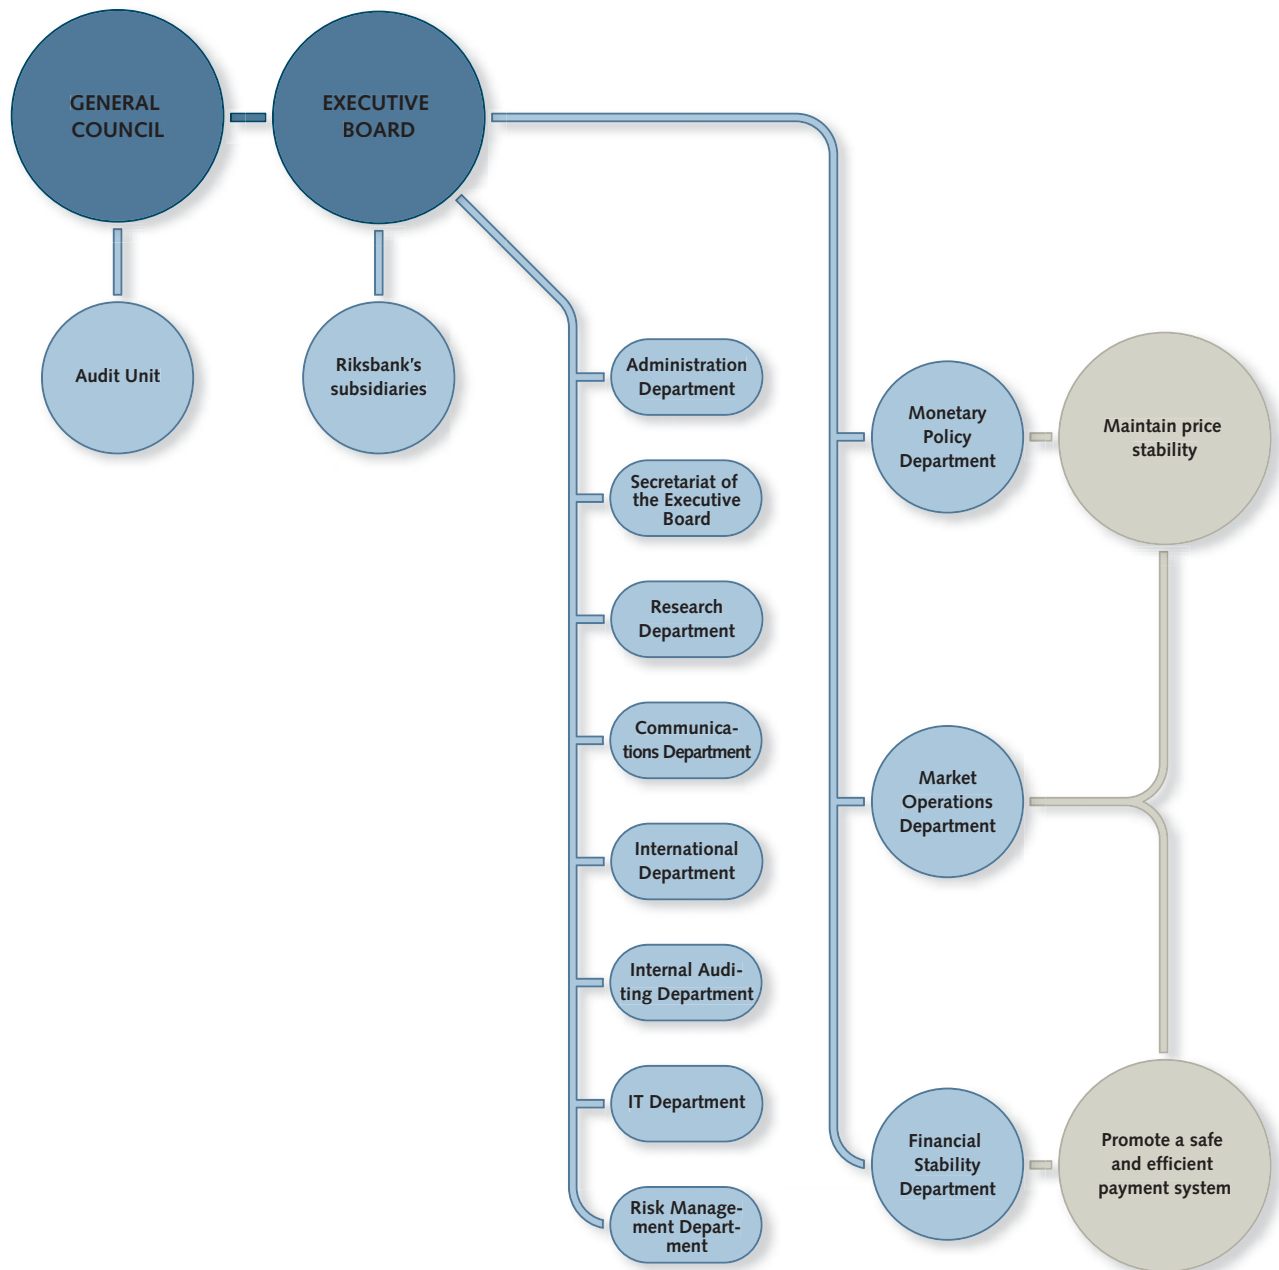 GENERAL
COUNCIL
EXECUTIVE
BOARD
Audit Unit
Riksbank's
subsidiaries
Administration
Department
Secretariat of
the Executive
Board
Research
Department
Communica-
tions Department
International
Department
Internal Audi-
ting Department
IT Department
Risk Manage-
ment Depart-
ment
Monetary
Policy
Department
Market
Operations
Department
Financial
Stability
Department
Maintain price
stability
Promote a safe
and efficient
payment system